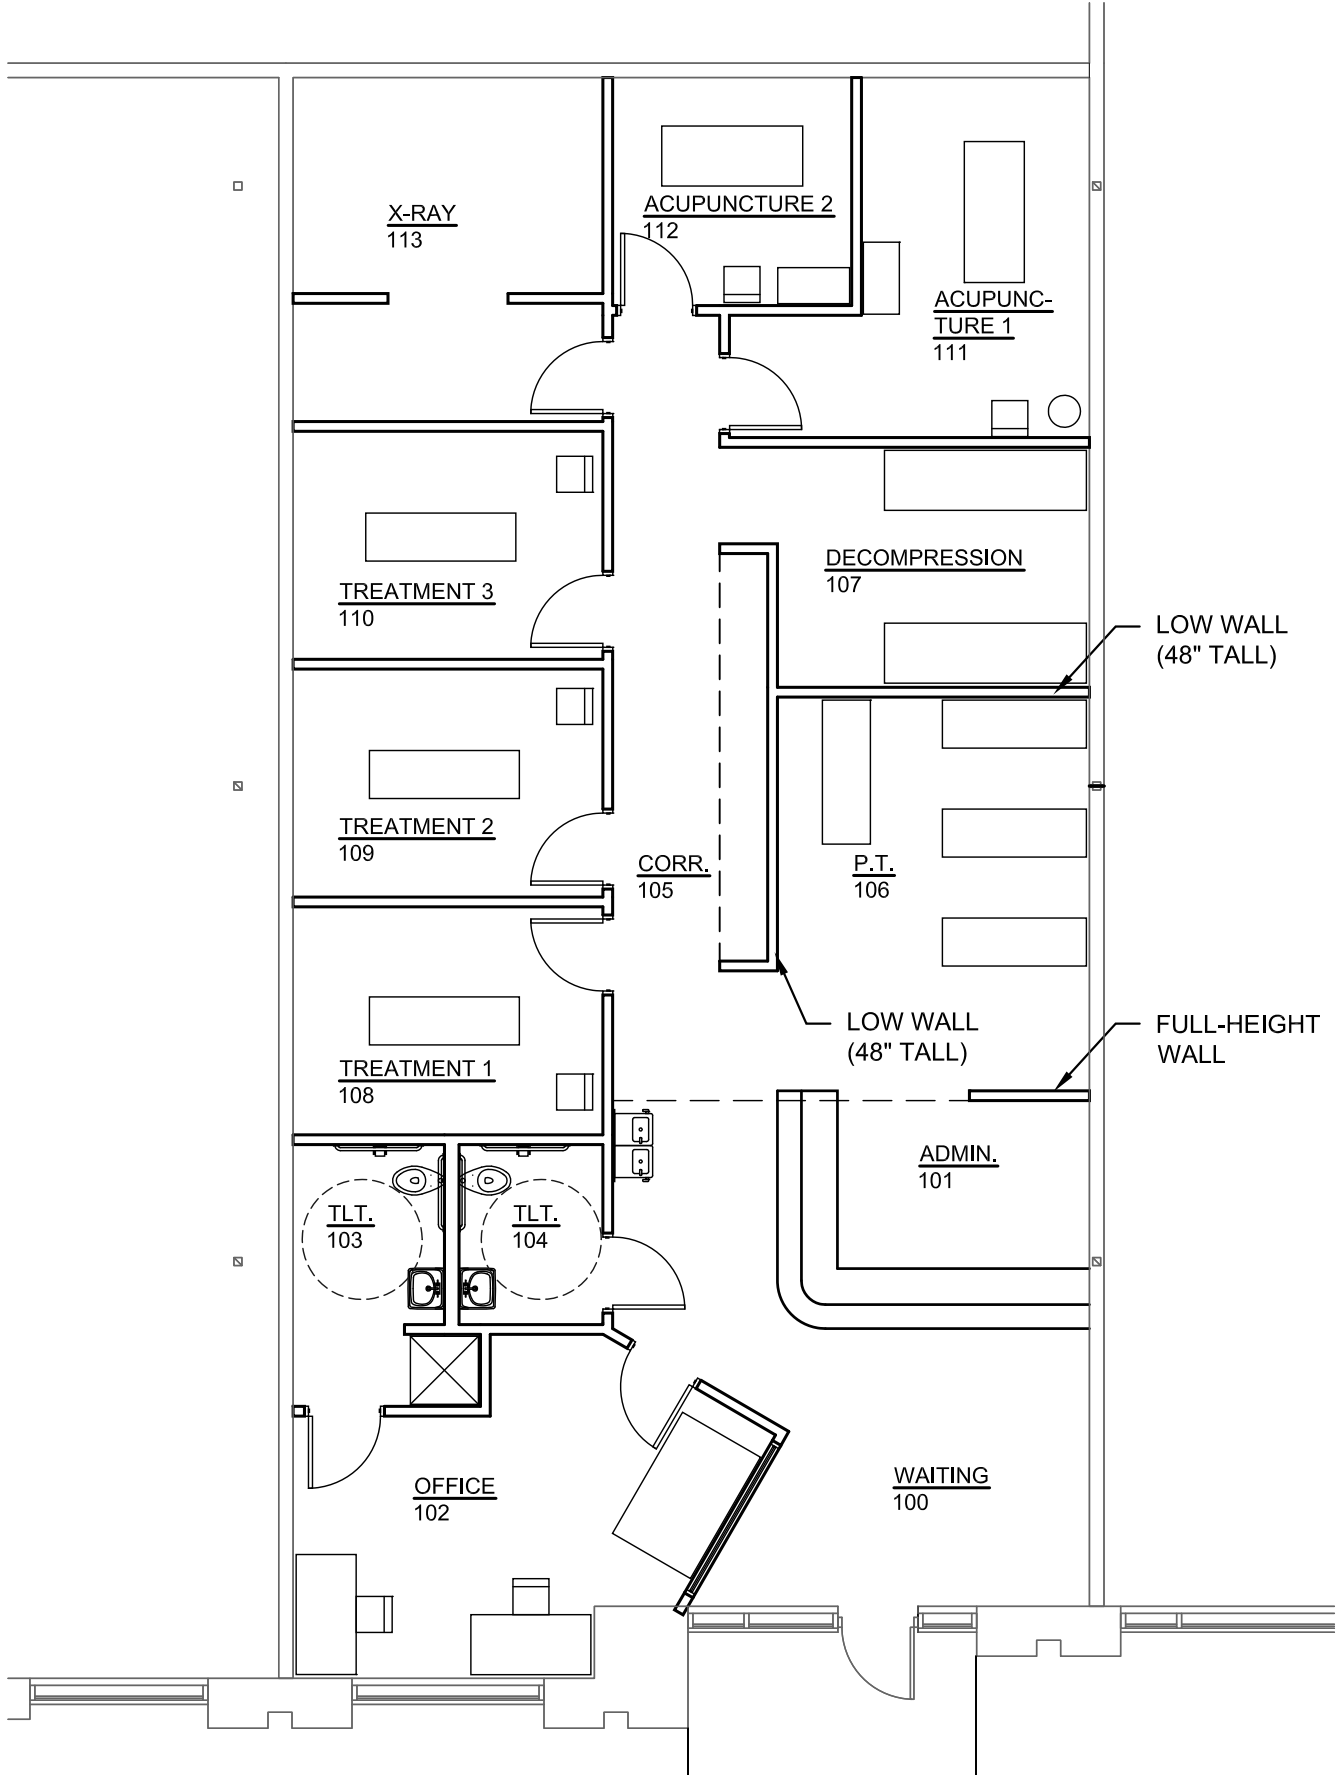 X-RAY
113
ACUPUNCTURE 2
112
ACUPUNC-
TURE 1
111
TREATMENT 3
110
DECOMPRESSION
107
LOW WALL
(48" TALL)
TREATMENT 2
109
CORR.
105
P.T.
106
TREATMENT 1
108
LOW WALL
(48" TALL)
FULL-HEIGHT
WALL
ADMIN.
101
TLT.
103
TLT.
104
OFFICE
102
WAITING
100